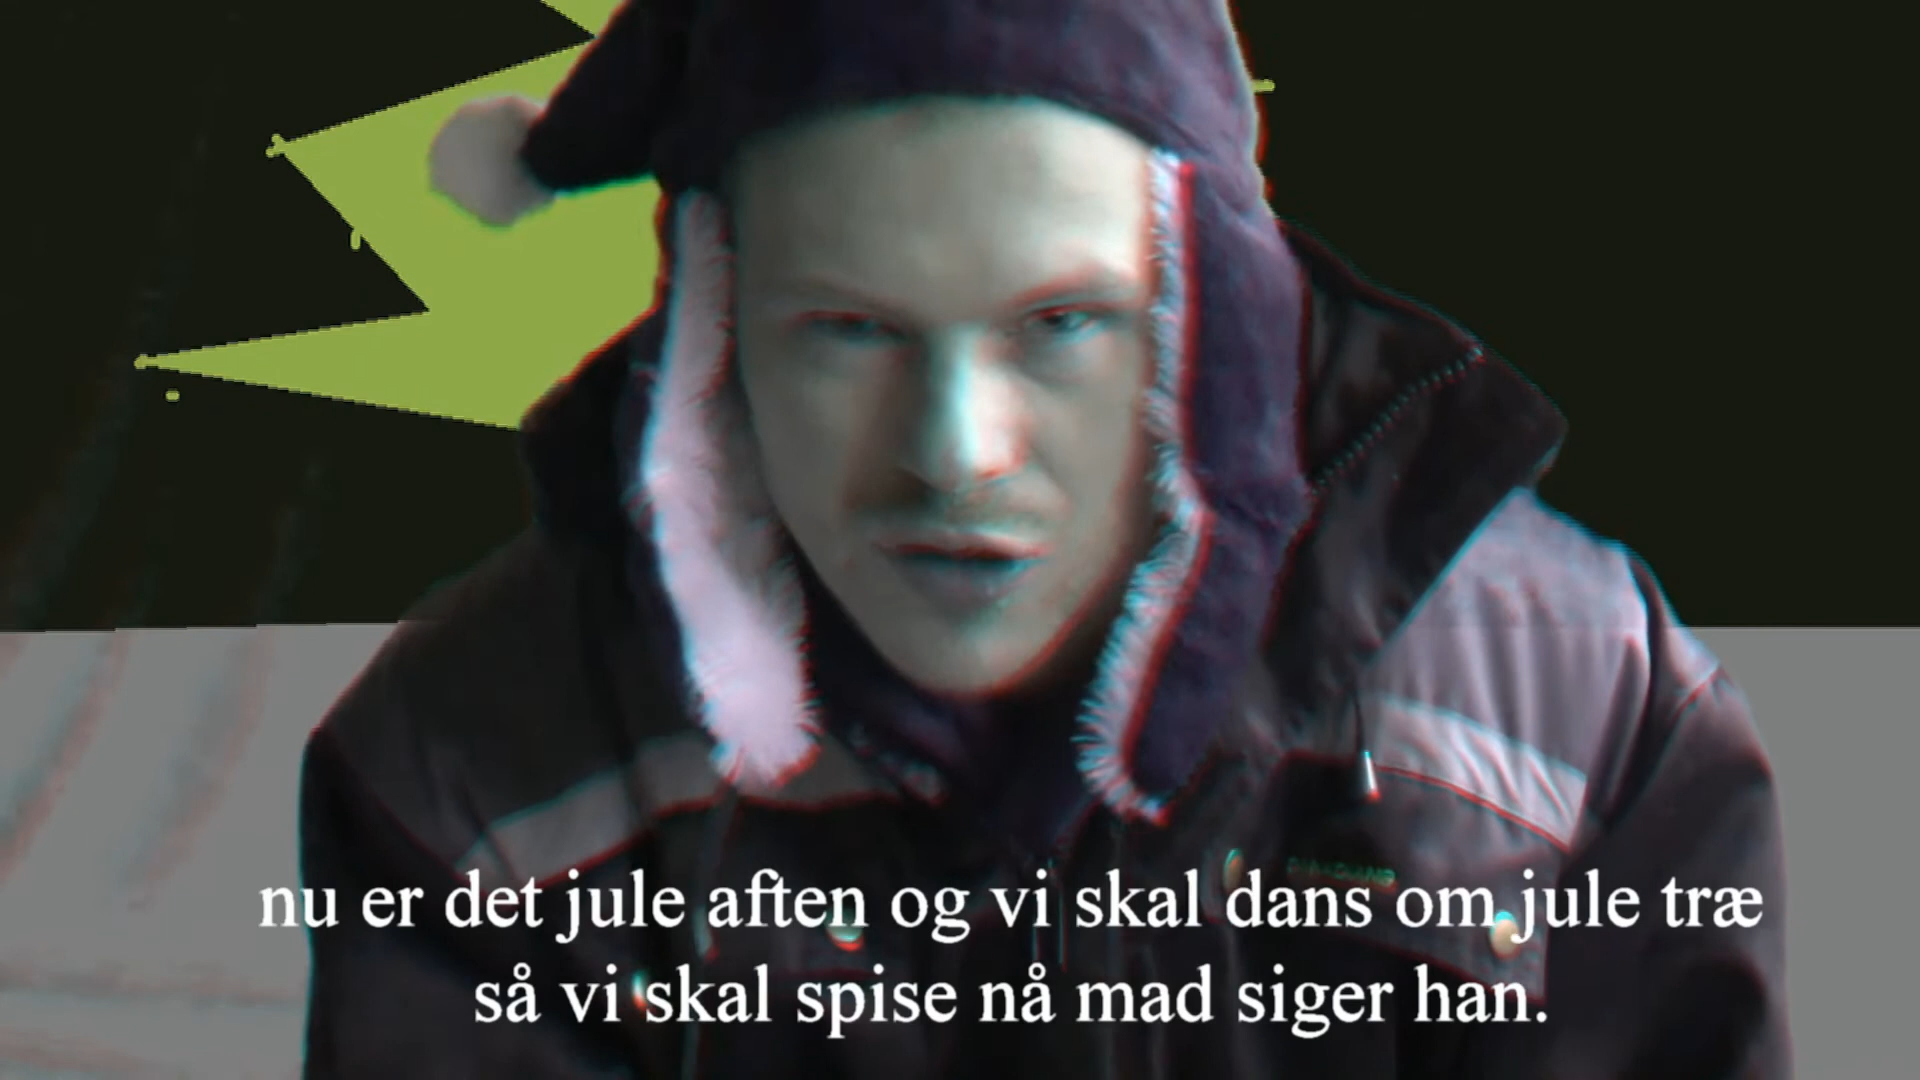 nu er det jule aften og vi skal dans om jule træ
så vi skal spise nå mad siger han.